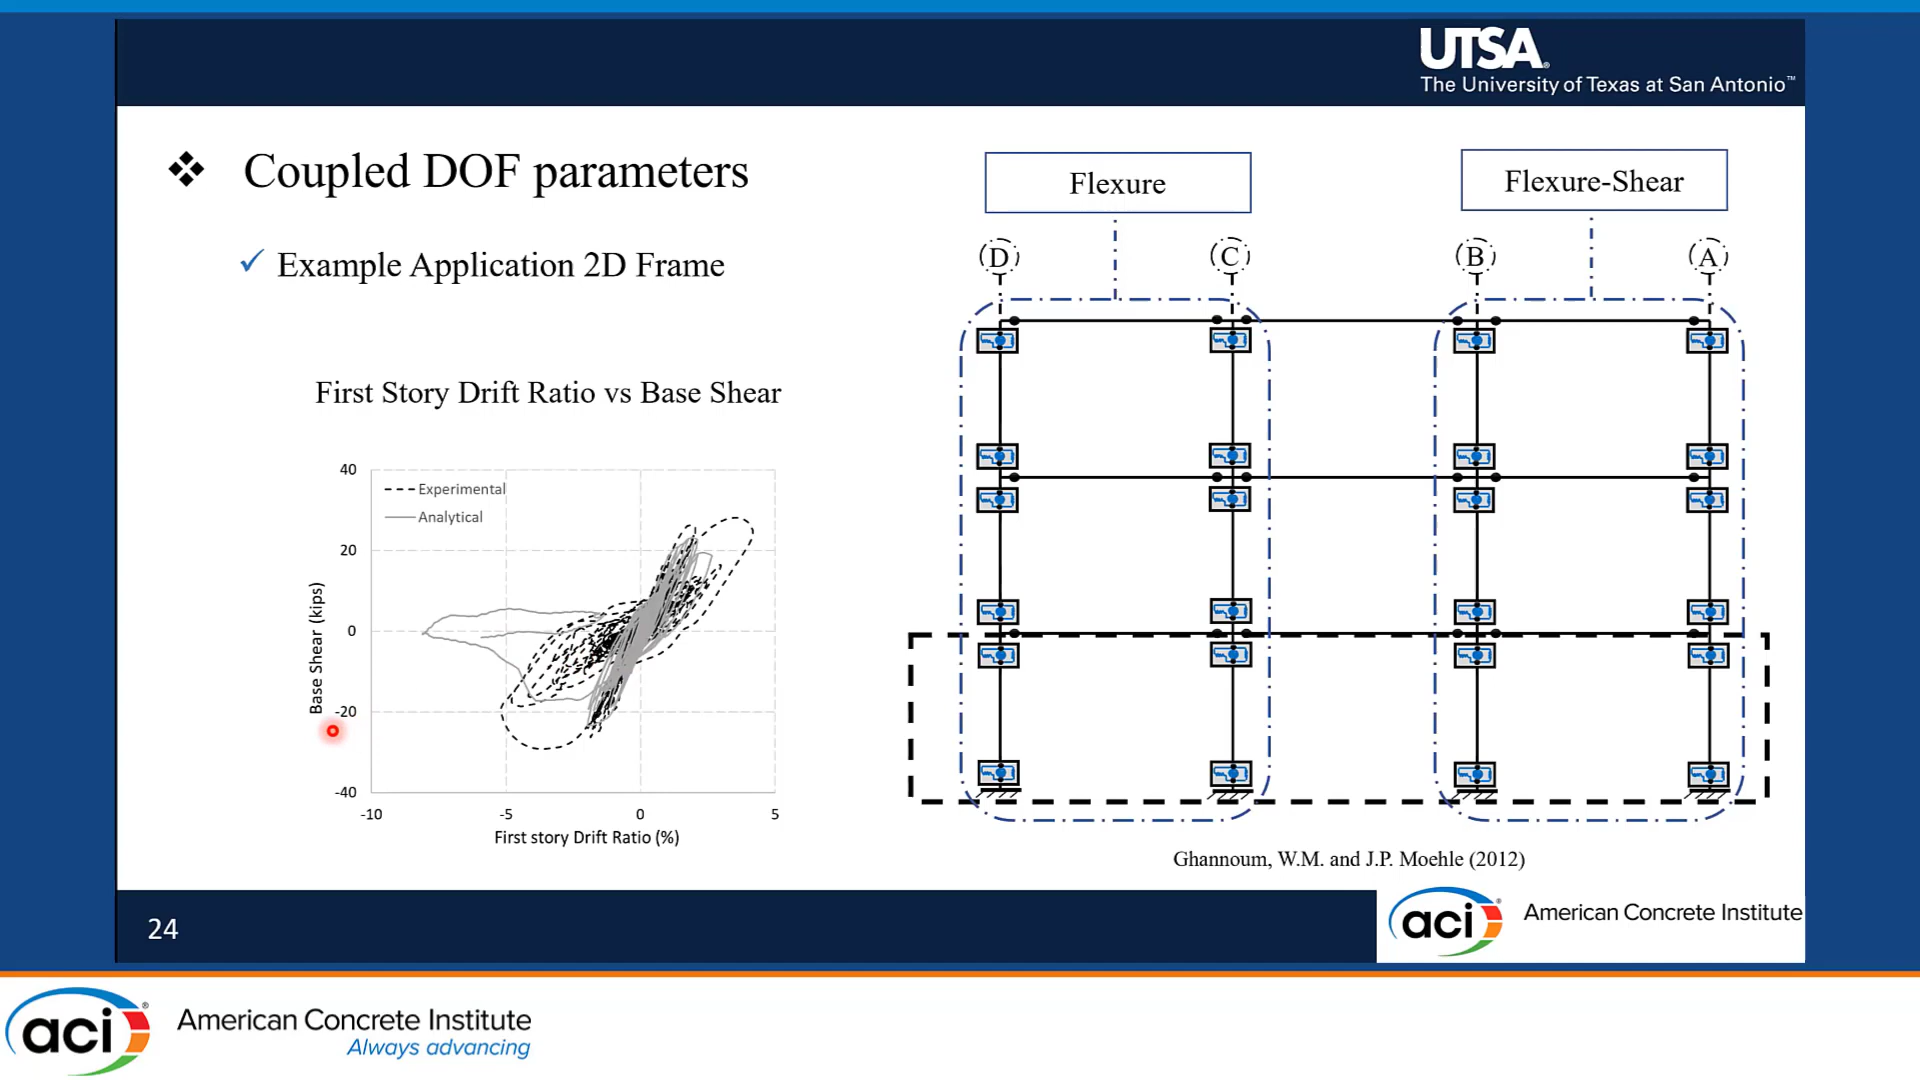 UTSA®
The University of Texas at San Antonio™
Coupled DOF parameters
Example Application 2D Frame
Flexure
Flexure-Shear
D
C
B
A
First Story Drift Ratio vs Base Shear
Experimental
Analytical
Base Shear (kips)
40
20
0
-20
-40
-10
-5
0
5
First story Drift Ratio (%)
Ghannoum, W.M. and J.P. Moehle (2012)
24
aci®
American Concrete Institute
aci®
American Concrete Institute
Always advancing